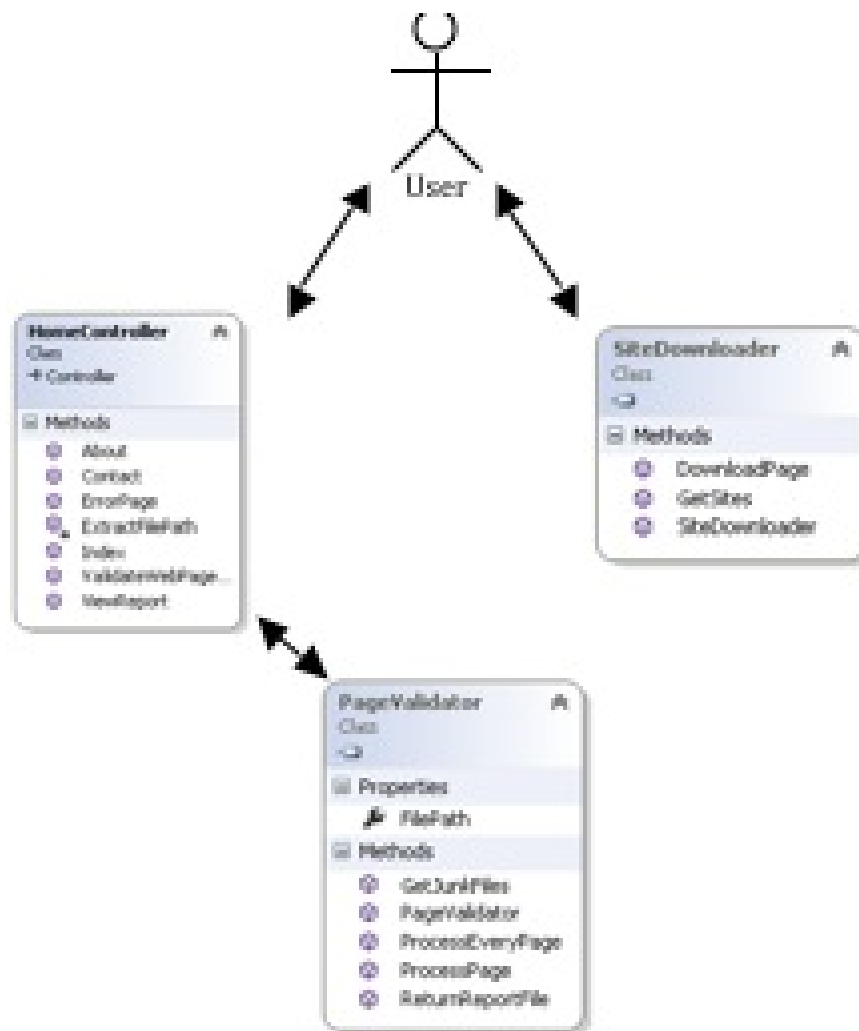 User
HomeController
Class
Controller
Methods
About
Contact
ErrorPage
ExtractFilePath
Index
ValidateWebPage...
ViewReport
SiteDownloader
Class
Methods
DownloadPage
GetSites
SiteDownloader
PageValidator
Class
Properties
FilePath
Methods
GetJunkFiles
PageValidator
ProcessEveryPage
ProcessPage
ReturnReportFile